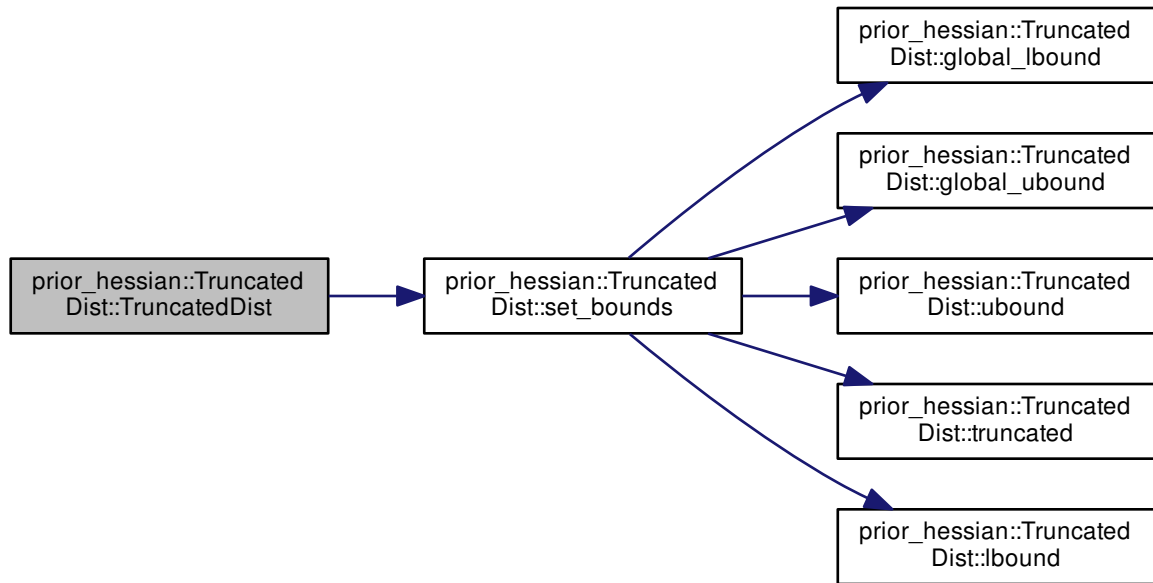 prior_hessian::Truncated
Dist::TruncatedDist
prior_hessian::Truncated
Dist::set_bounds
prior_hessian::Truncated
Dist::global_lbound
prior_hessian::Truncated
Dist::global_ubound
prior_hessian::Truncated
Dist::ubound
prior_hessian::Truncated
Dist::truncated
prior_hessian::Truncated
Dist::lbound